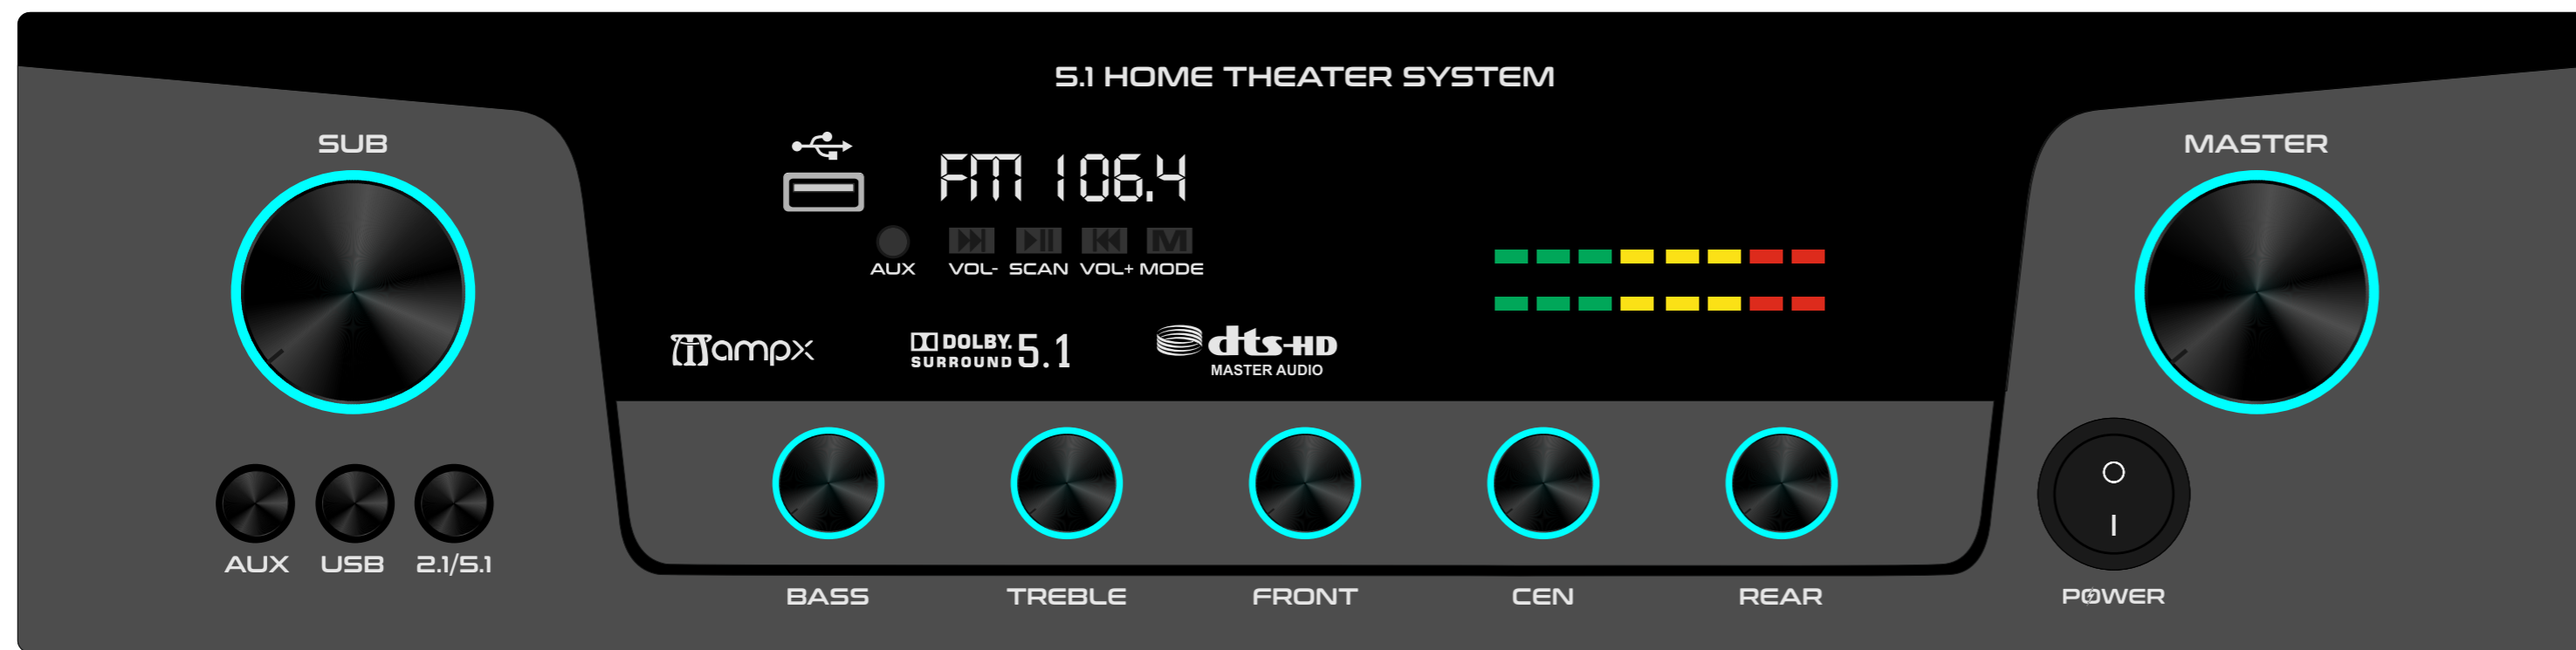 5.1 HOME THEATER SYSTEM
SUB
MASTER
FM 106.4
M
AUX VOL- SCAN VOL+ MODE
ampx
DOLBY.
SURROUND 5.1
dts-HD
MASTER AUDIO
AUX USB 2.1/5.1
BASS TREBLE FRONT CEN REAR
POWER